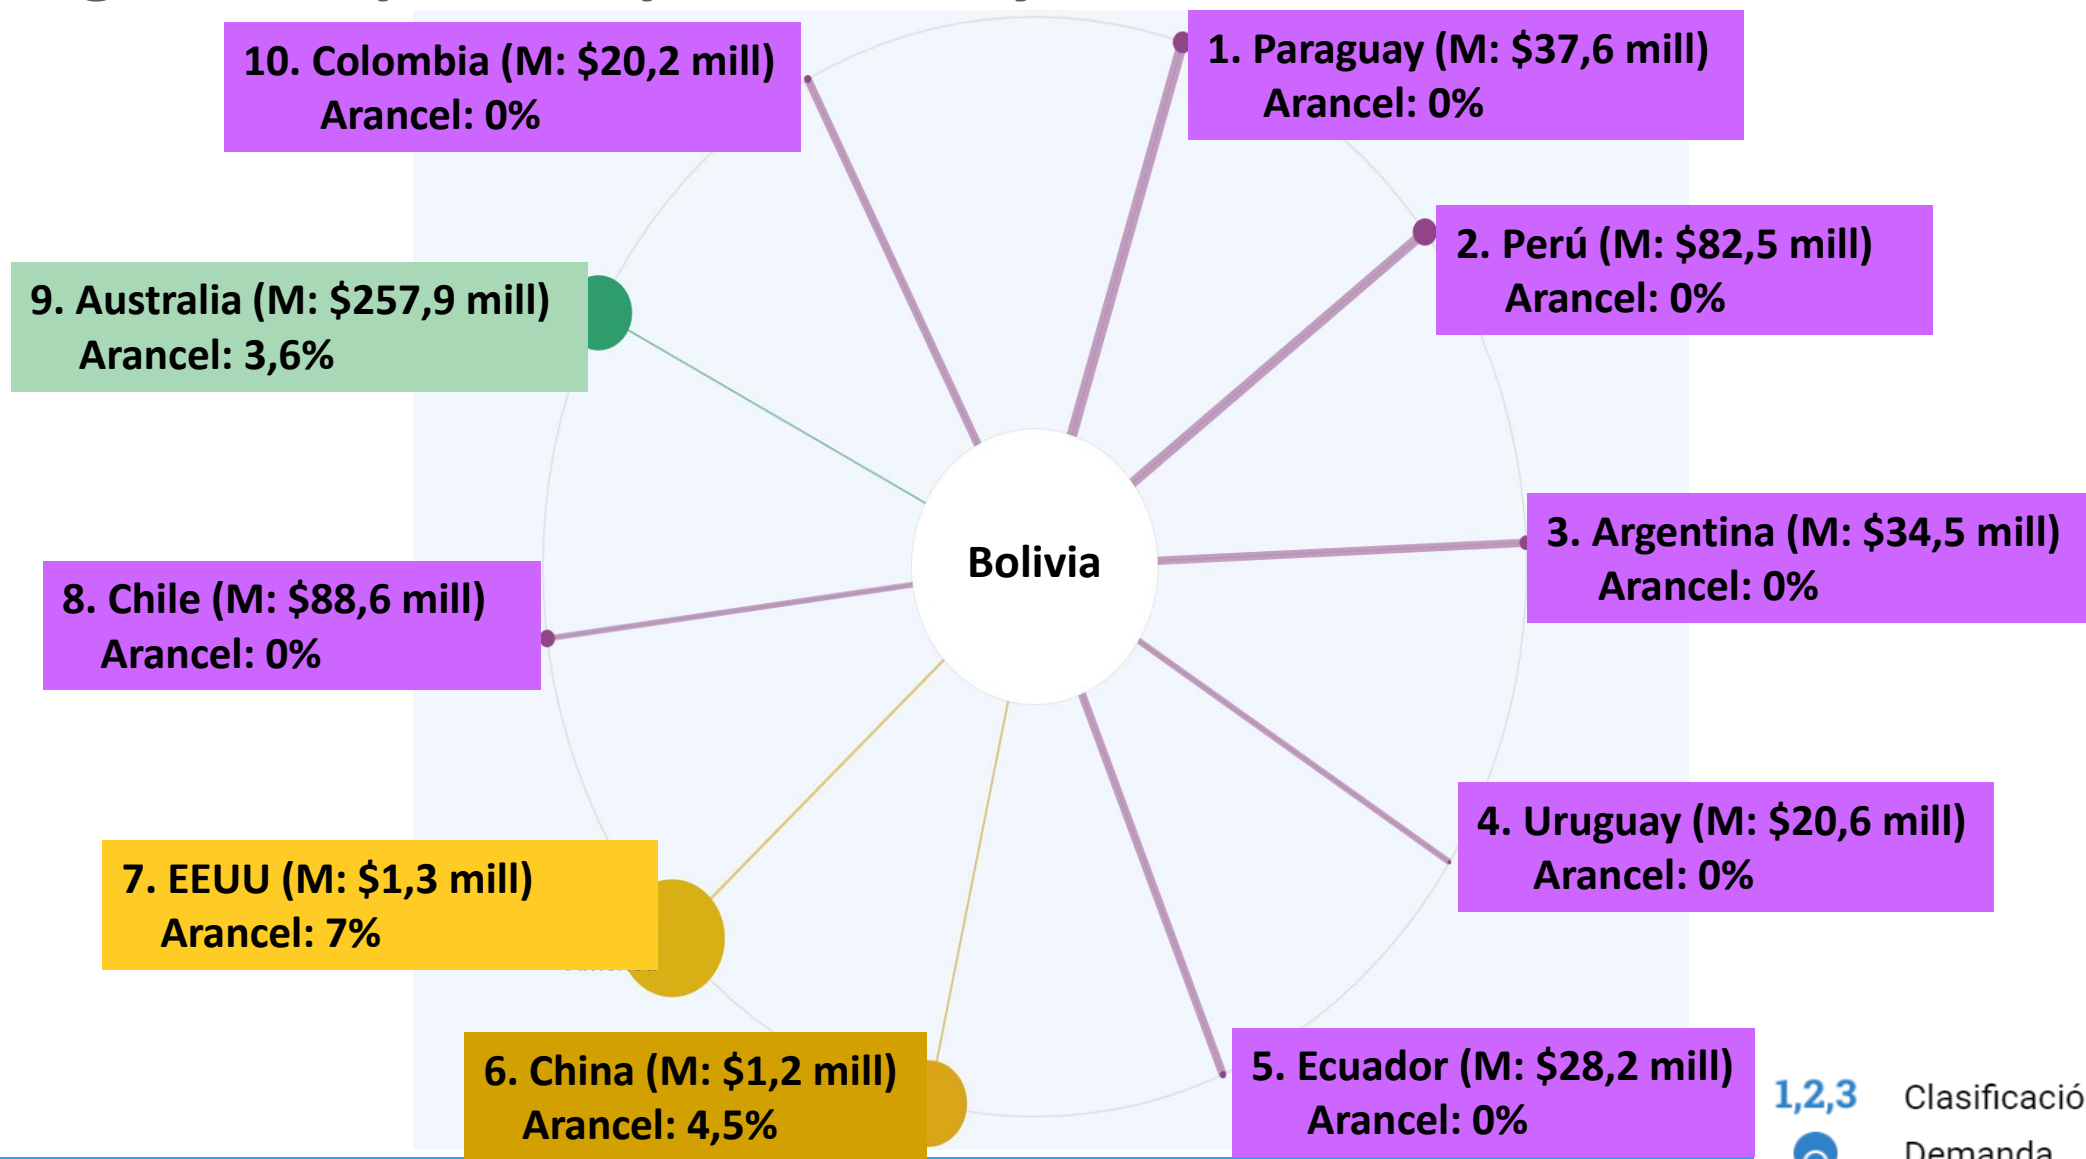 10. Colombia (M: $20,2 mill)
Arancel: 0%
1. Paraguay (M: $37,6 mill)
Arancel: 0%
2. Perú (M: $82,5 mill)
Arancel: 0%
9. Australia (M: $257,9 mill)
Arancel: 3,6%
3. Argentina (M: $34,5 mill)
Arancel: 0%
Bolivia
8. Chile (M: $88,6 mill)
Arancel: 0%
4. Uruguay (M: $20,6 mill)
Arancel: 0%
7. EEUU (M: $1,3 mill)
Arancel: 7%
6. China (M: $1,2 mill)
Arancel: 4,5%
5. Ecuador (M: $28,2 mill)
Arancel: 0%
1,2,3 Clasificació
Demanda